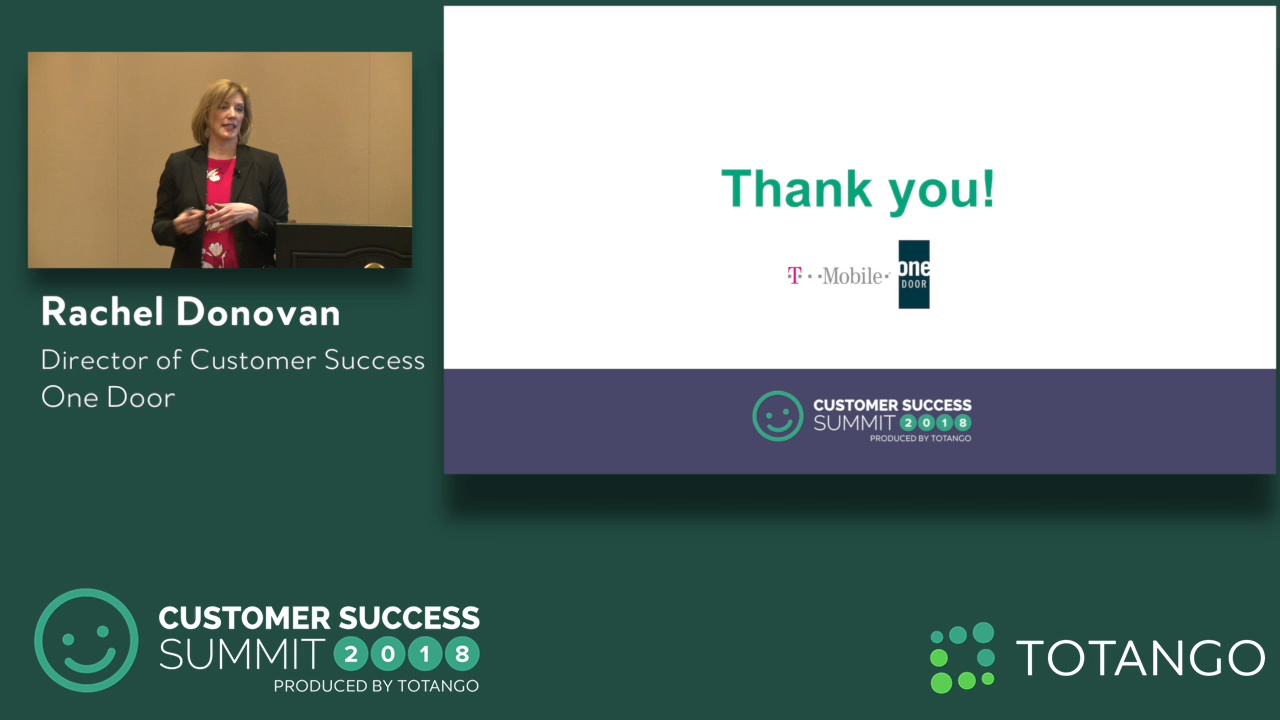 Rachel Donovan
Director of Customer Success
One Door
Thank you!
T··Mobile·
one
DOOR
CUSTOMER SUCCESS
SUMMIT 2018
PRODUCED BY TOTANGO
CUSTOMER SUCCESS
SUMMIT 2018
PRODUCED BY TOTANGO
TOTANGO